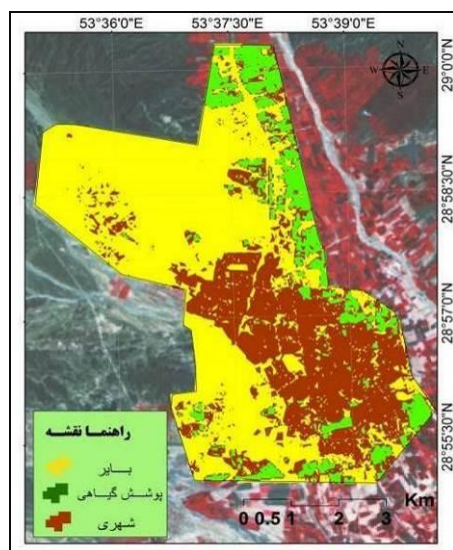 53°36'0"E 53°37'30"E 53°39'0"E
N
W E
S
29°0'0"N
28°58'30"N
28°57'0"N
28°55'30"N
راهنما نقشه
بایر
پوشش گیاهی
شهری
Km
0 0.5 1 2 3